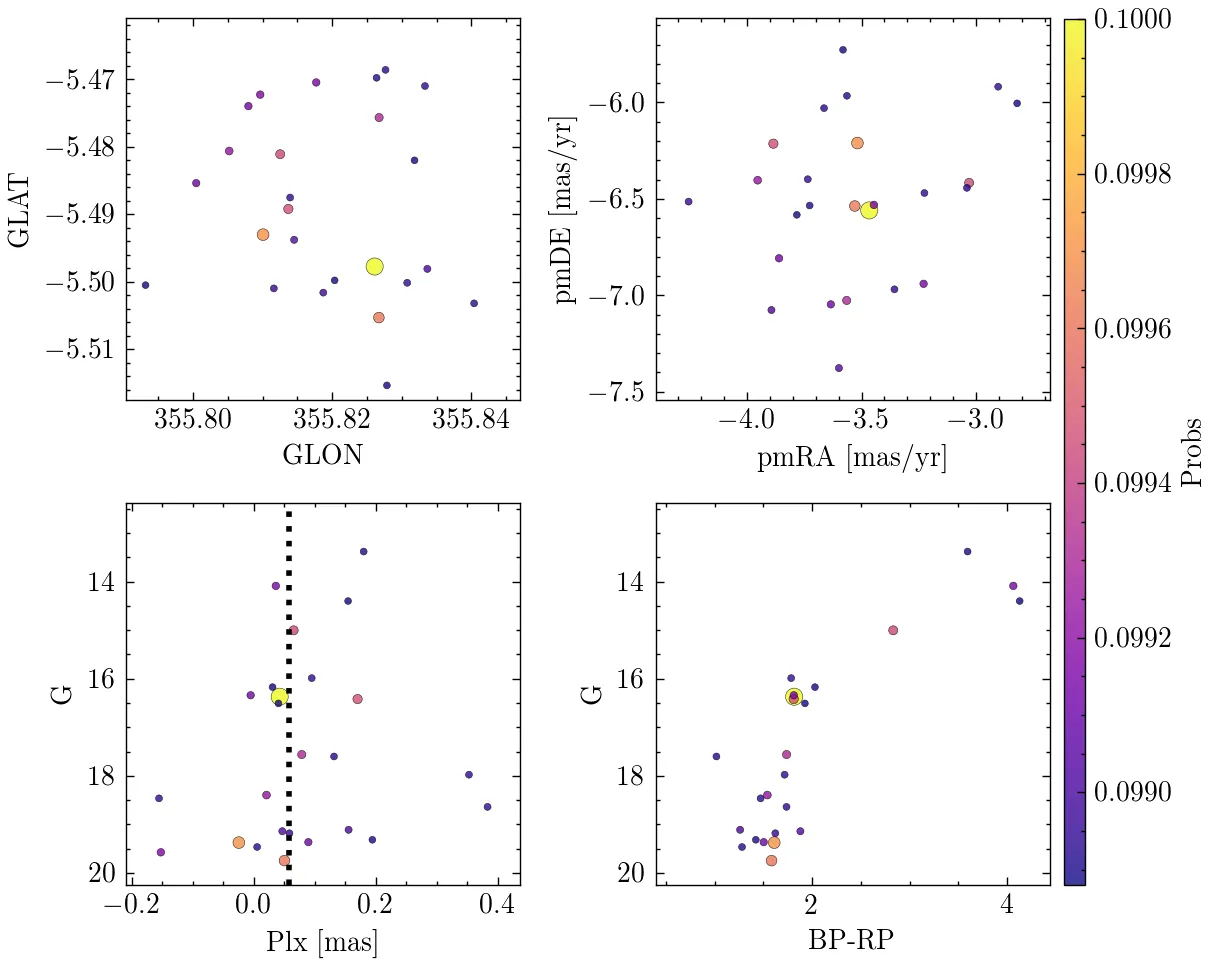 −5.47
−5.48
−5.49
−5.50
−5.51
GLAT
355.80 355.82 355.84
GLON
−6.0
−6.5
−7.0
−7.5
pmDE [mas/yr]
−4.0 −3.5 −3.0
pmRA [mas/yr]
14
16
18
20
G
−0.2 0.0 0.2 0.4
Plx [mas]
14
16
18
20
G
2 4
BP-RP
0.1000
0.0998
0.0996
0.0994
0.0992
0.0990
Probs